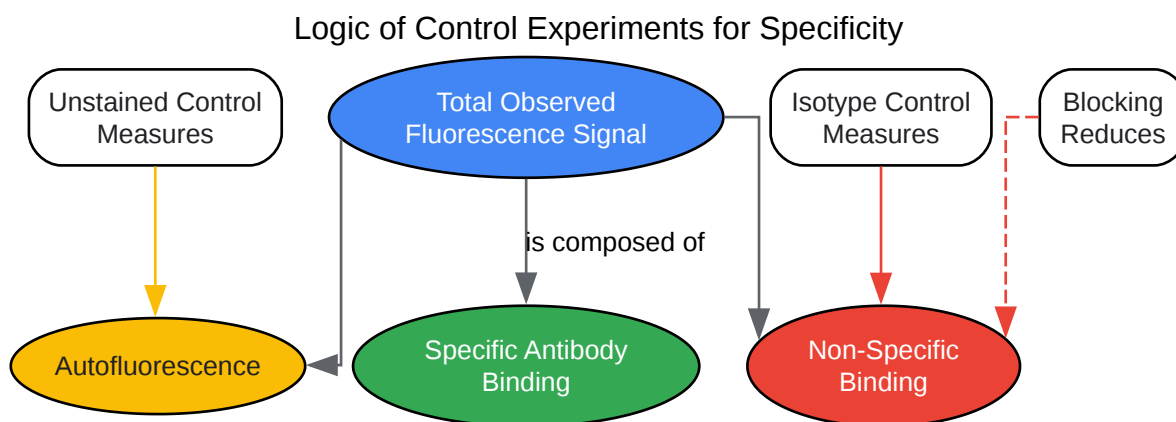 Logic of Control Experiments for Specificity
Unstained Control
Measures
Total Observed
Fluorescence Signal
Isotype Control
Measures
Blocking
Reduces
is composed of
Autofluorescence
Specific Antibody
Binding
Non-Specific
Binding